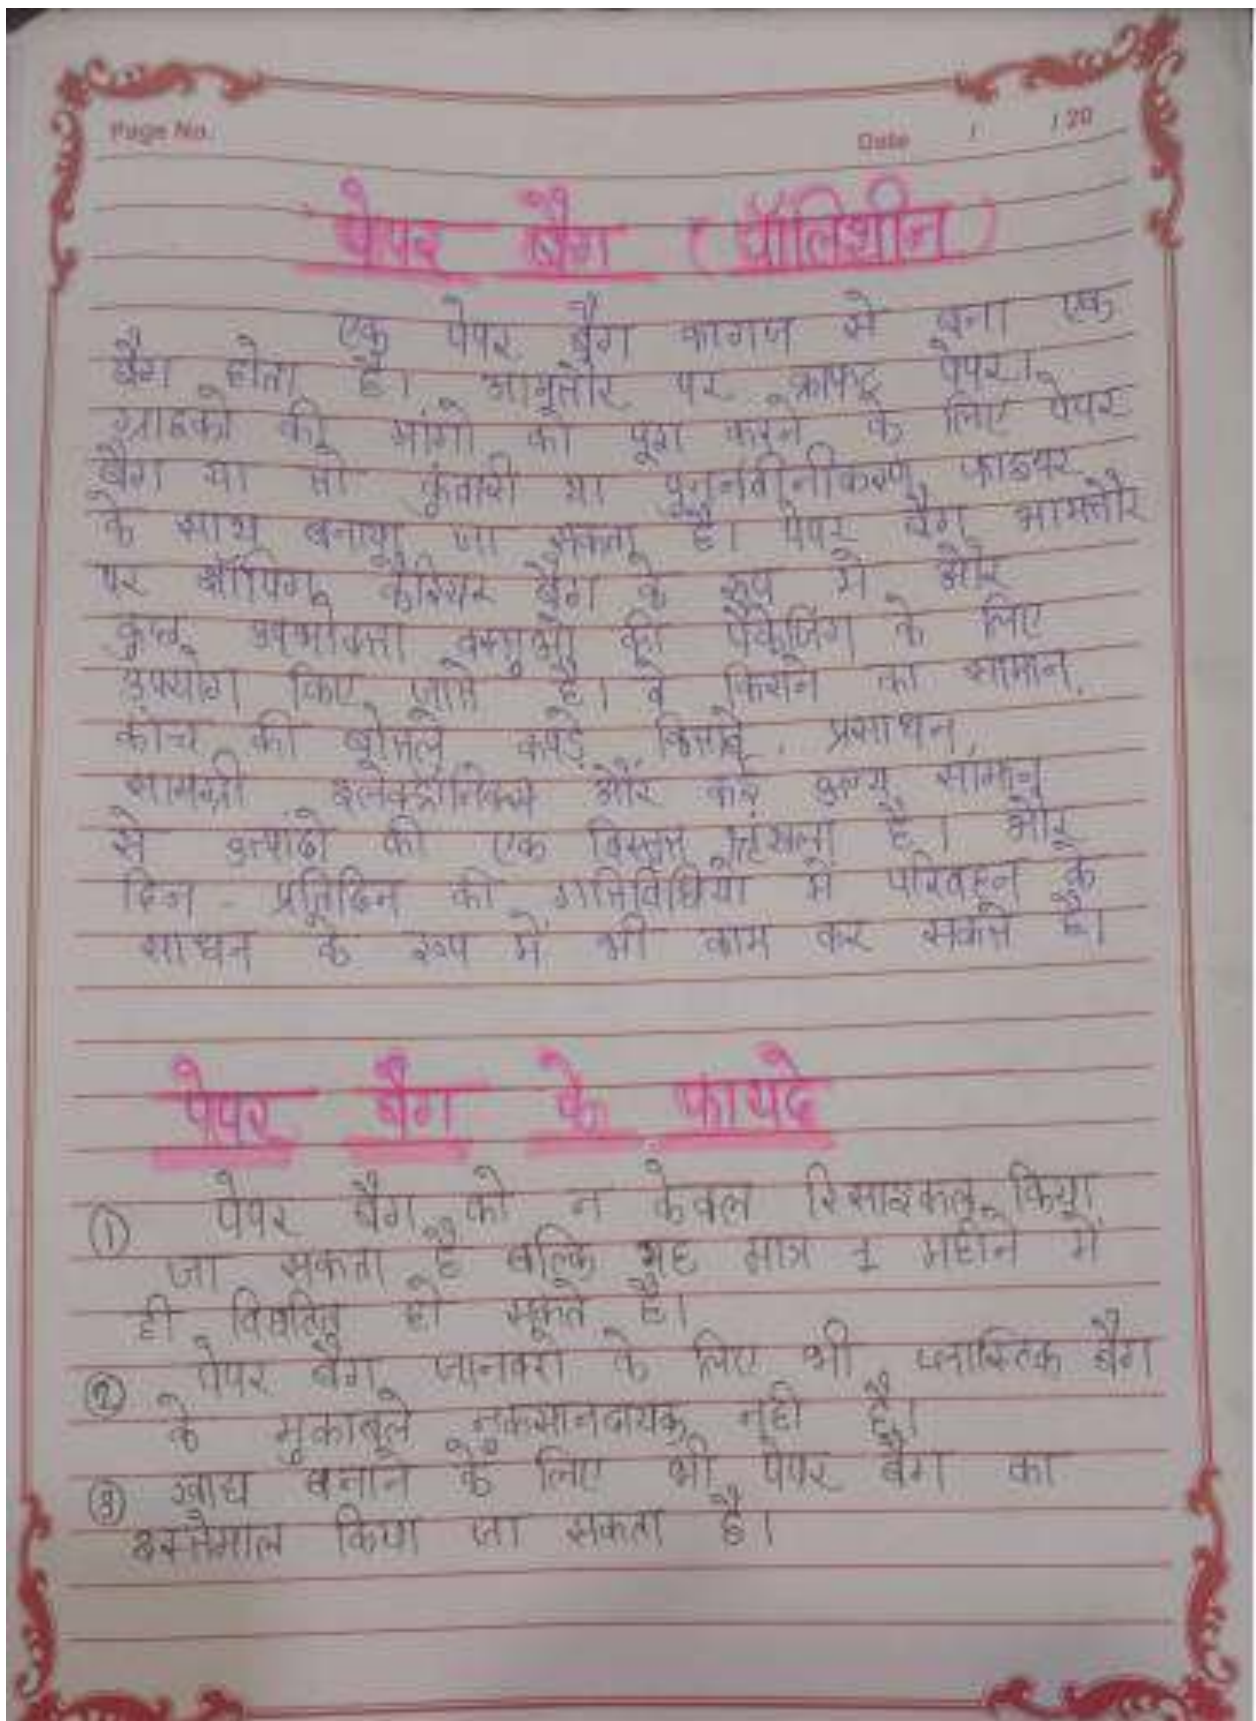 Page No.
Date / / 20
पेपर बैग (पॉलिथीन)
एक पेपर बैग कागज से बना एक
बैग होता है। आमतौर पर क्राफ्ट पेपर।
ग्राहको की मांगो को पूरा करने के लिए पेपर
बैग या तो कुंवारी या पुनर्नवीनीकरण फाइबर
के साथ बनाया जा सकता है। पेपर बैग आमतौर
पर शॉपिंग कैरियर बैग के रूप में और
कुछ उपभोक्ता वस्तुओ की पैकेजिंग के लिए
उपयोग किए जाते है। वे किराने का सामान,
कांच की बोतले कपड़े किताबे, प्रसाधन
सामग्री इलेक्ट्रॉनिक्स और कई अन्य सामान
से उत्पादो की एक विस्तृत श्रृंखला है। और
दिन - प्रतिदिन की गतिविधियो में परिवहन के
साधन के रूप में भी काम कर सकते है।
पेपर बैग के फायदे
① पेपर बैग को न केवल रिसाइकल किया
जा सकता है बल्कि यह मात्र 1 महीने में
ही विघटित हो सकते है।
② पेपर बैग जानवरो के लिए भी प्लास्टिक बैग
के मुकाबले नुकसानदायक नही है।
③ खाद्य बनाने के लिए भी पेपर बैग का
इस्तेमाल किया जा सकता है।